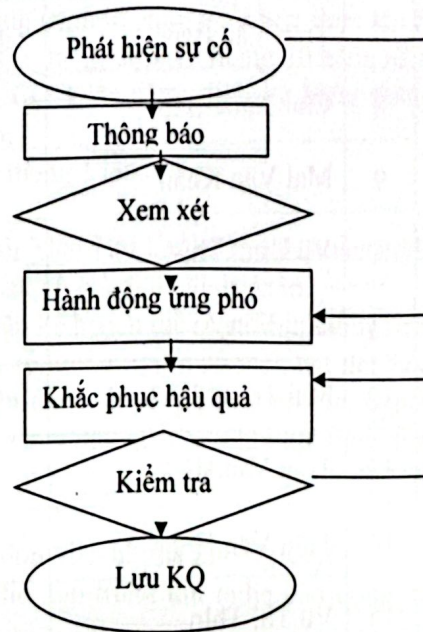 Phát hiện sự cố
Thông báo
Xem xét
Hành động ứng phó
Khắc phục hậu quả
Kiểm tra
Lưu KQ